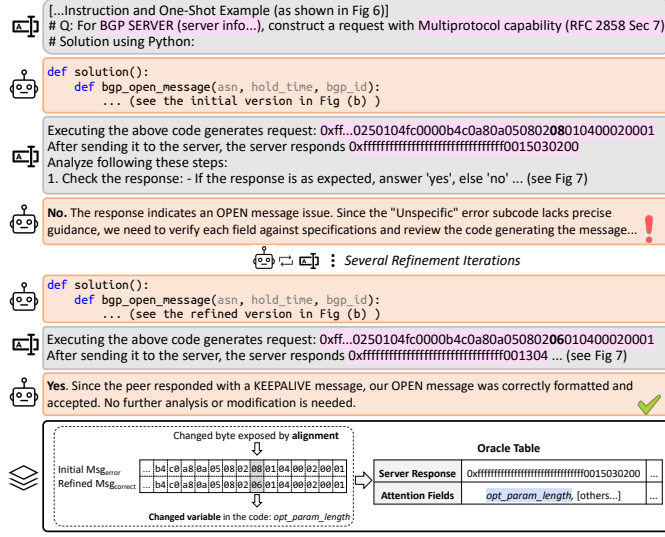 [...Instruction and One-Shot Example (as shown in Fig 6)]
# Q: For BGP SERVER (server info...), construct a request with Multiprotocol capability (RFC 2858 Sec 7)
# Solution using Python:
def solution():
def bgp_open_message(asn, hold_time, bgp_id):
... (see the initial version in Fig (b) )
Executing the above code generates request: 0xff...0250104fc0000b4c0a80a05080208010400020001
After sending it to the server, the server responds 0xffffffffffffffffffffffffffffffff0015030200
Analyze following these steps:
1. Check the response: - If the response is as expected, answer 'yes', else 'no' ... (see Fig 7)
No. The response indicates an OPEN message issue. Since the "Unspecific" error subcode lacks precise
guidance, we need to verify each field against specifications and review the code generating the message...
Several Refinement Iterations
def solution():
def bgp_open_message(asn, hold_time, bgp_id):
... (see the refined version in Fig (b) )
Executing the above code generates request: 0xff...0250104fc0000b4c0a80a05080206010400020001
After sending it to the server, the server responds 0xffffffffffffffffffffffffffffffff001304 ... (see Fig 7)
Yes. Since the peer responded with a KEEPALIVE message, our OPEN message was correctly formatted and
accepted. No further analysis or modification is needed.
Changed byte exposed by alignment
Initial Msgerror ... b4 c0 a8 0a 05 08 02 08 01 04 00 02 00 01
Refined Msgcorrect ... b4 c0 a8 0a 05 08 02 06 01 04 00 02 00 01
Changed variable in the code: opt_param_length
Oracle Table
Server Response 0xffffffffffffffffffffffffffffffff0015030200 ...
Attention Fields opt_param_length, [others...] ...